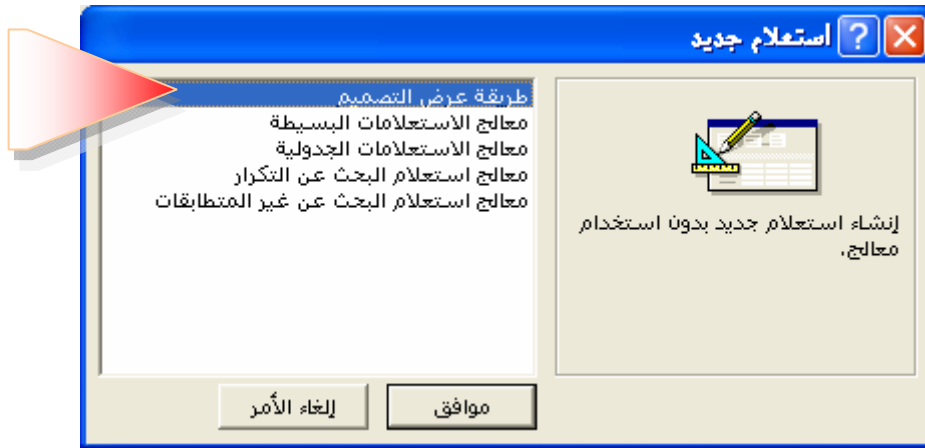 استعلام جديد
إنشاء استعلام جديد بدون استخدام
معالج.
طريقة عرض التصميم
معالج الاستعلامات البسيطة
معالج الاستعلامات الجدولية
معالج استعلام البحث عن التكرار
معالج استعلام البحث عن غير المتطابقات
موافق
إلغاء الأمر